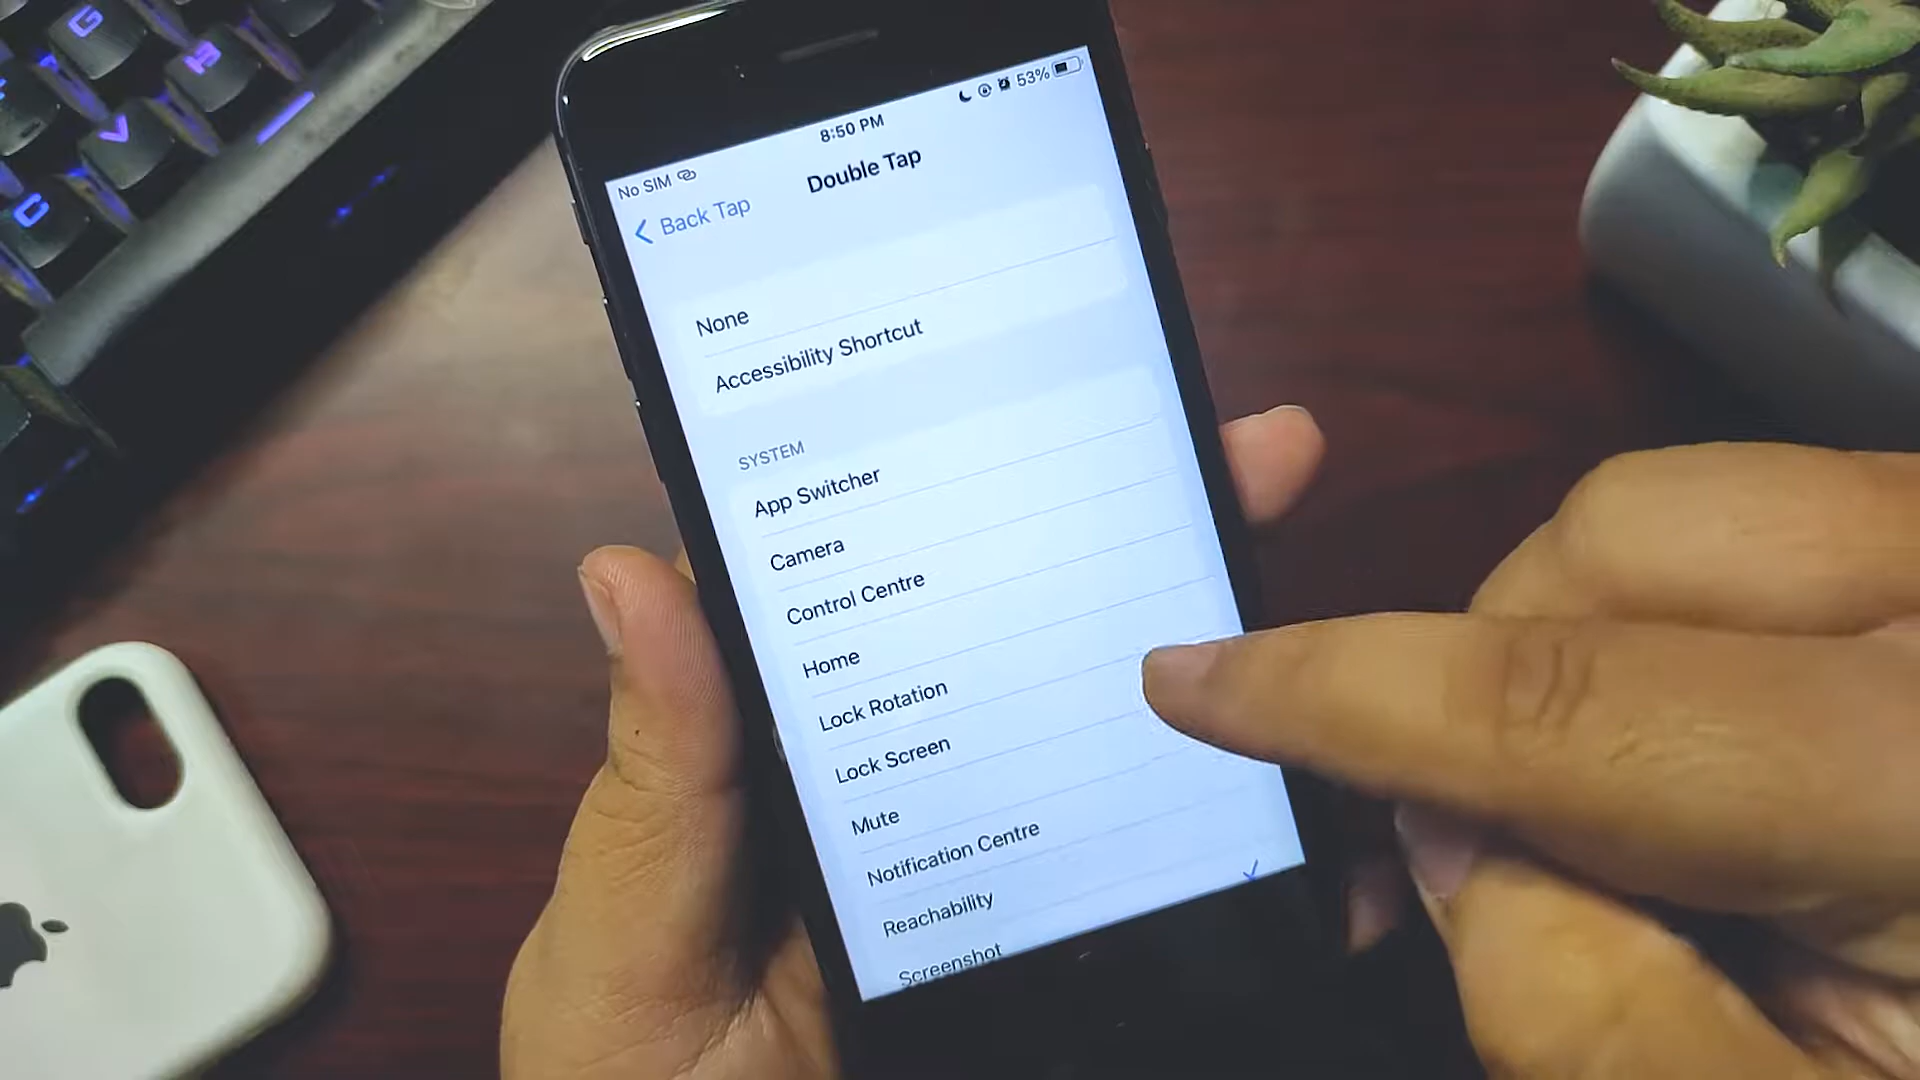 G
B
V
C
No SIM
8:50 PM
53%
Back Tap
Double Tap
None
Accessibility Shortcut
SYSTEM
App Switcher
Camera
Control Centre
Home
Lock Rotation
Lock Screen
Mute
Notification Centre
Reachability
Screenshot